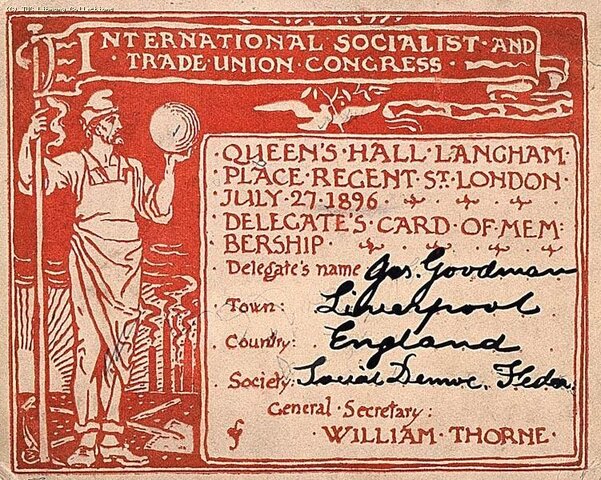 INTERNATIONAL SOCIALIST · AND
· TRADE · UNION · CONGRESS ·
· QUEEN'S · HALL · LANGHAM ·
PLACE · REGENT · ST. · LONDON ·
JULY · 27 · 1896 ·
DELEGATE'S · CARD · OF · MEM:
BERSHIP ·
Delegate's name Jas. Goodman
· Town: Liverpool
· Country: England
Society: Social Democ. Fedn.
General · Secretary:
· WILLIAM · THORNE ·